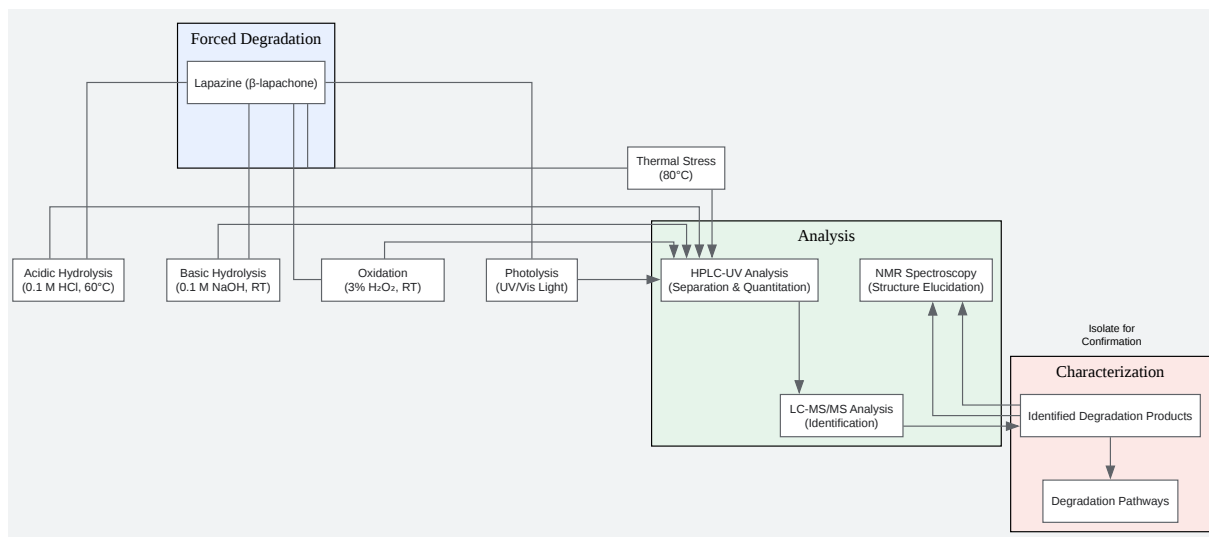 Forced Degradation
Lapazine (β-lapachone)
Thermal Stress
(80°C)
Analysis
Acidic Hydrolysis
(0.1 M HCl, 60°C)
Basic Hydrolysis
(0.1 M NaOH, RT)
Oxidation
(3% H₂O₂, RT)
Photolysis
(UV/Vis Light)
HPLC-UV Analysis
(Separation & Quantitation)
NMR Spectroscopy
(Structure Elucidation)
Isolate for
Confirmation
Characterization
LC-MS/MS Analysis
(Identification)
Identified Degradation Products
Degradation Pathways